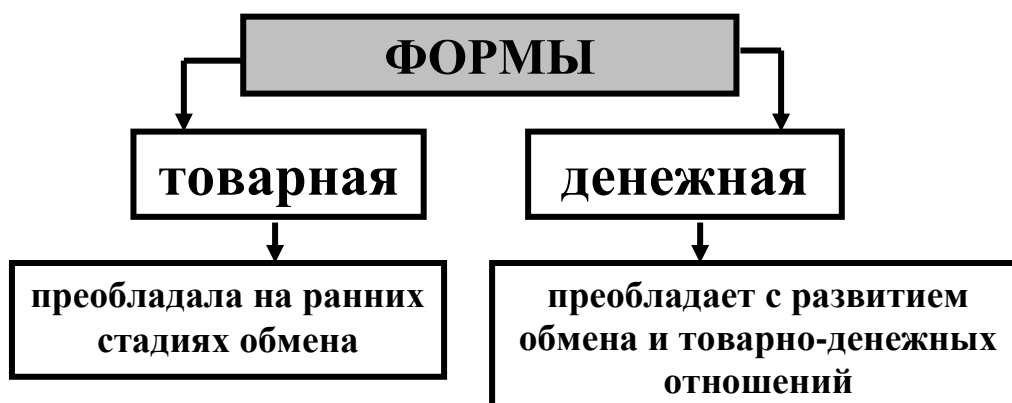 ФОРМЫ
товарная
денежная
преобладала на ранних
стадиях обмена
преобладает с развитием
обмена и товарно-денежных
отношений